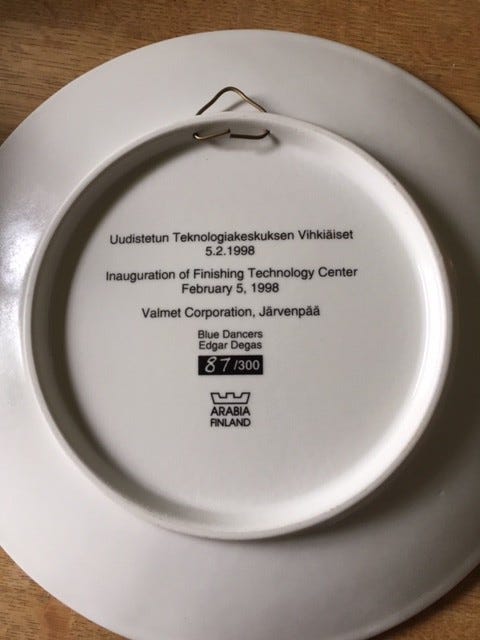 Uudistetun Teknologiakeskuksen Vihkiäiset
5.2.1998
Inauguration of Finishing Technology Center
February 5, 1998
Valmet Corporation, Järvenpää
Blue Dancers
Edgar Degas
87/300
ARABIA
FINLAND